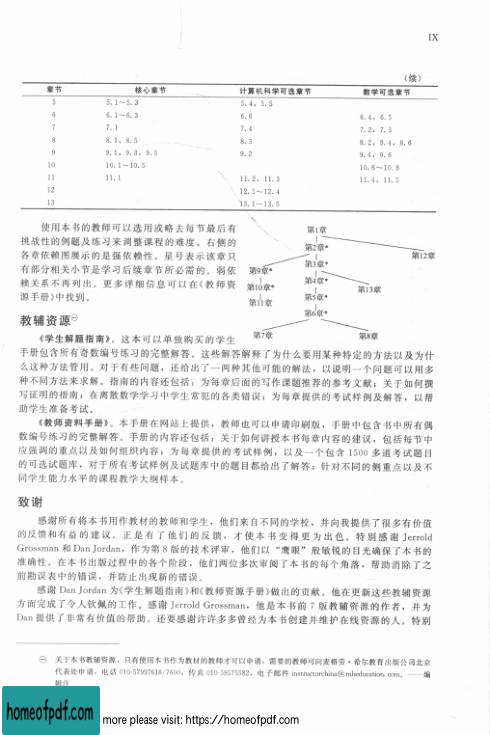 IX
（续）
章节 核心章节 计算机科学可选章节 数学可选章节
5 5.1～5.3 5.4，5.5
6 6.1～6.3 6.6 6.4，6.5
7 7.1 7.4 7.2，7.3
8 8.1，8.5 8.3 8.2，8.4，8.6
9 9.1，9.3，9.5 9.2 9.4，9.6
10 10.1～10.5 10.6～10.8
11 11.1 11.2，11.3 11.4，11.5
12 12.1～12.4
13 13.1～13.5
使用本书的教师可以选用或略去每节最后有
挑战性的例题及练习来调整课程的难度。右侧的
各章依赖图展示的是强依赖性。星号表示该章只
有部分相关小节是学习后续章节所必需的。弱依
赖关系不再列出。更多详细信息可以在《教师资
源手册》中找到。
第1章
第2章*
第12章
第3章*
第9章*
第4章*
第10章*
第13章
第5章*
第11章
第6章*
第7章
第8章
教辅资源㊀
《学生解题指南》。这本可以单独购买的学生
手册包含所有奇数编号练习的完整解答。这些解答解释了为什么要用某种特定的方法以及为什
么这种方法管用。对于有些问题，还给出了一两种其他可能的解法，以说明一个问题可以用多
种不同方法来求解。指南的内容还包括：为每章后面的写作课题推荐的参考文献；关于如何撰
写证明的指南；在离散数学学习中学生常犯的各类错误；为每章提供的考试样例及解答，以帮
助学生准备考试。
《教师资料手册》。本手册在网站上提供，教师也可以申请印刷版，手册中包含书中所有偶
数编号练习的完整解答。手册的内容还包括：关于如何讲授本书每章内容的建议，包括每节中
应强调的重点以及如何组织内容；为每章提供的考试样例，以及一个包含 1500 多道考试题目
的可选试题库，对于所有考试样例及试题库中的题目都给出了解答；针对不同的侧重点以及不
同学生能力水平的课程教学大纲样本。
致谢
感谢所有将本书用作教材的教师和学生，他们来自不同的学校，并向我提供了很多有价值
的反馈和有益的建议。正是有了他们的反馈，才使本书变得更为出色。特别感谢 Jerrold
Grossman 和 Dan Jordan，作为第 8 版的技术评审，他们以“鹰眼”般敏锐的目光确保了本书的
准确性。在本书出版过程中的各个阶段，他们两位多次审阅了本书的每个角落，帮助消除了之
前勘误表中的错误，并防止出现新的错误。
感谢 Dan Jordan 为《学生解题指南》和《教师资源手册》做出的贡献。他在更新这些教辅资源
方面完成了令人钦佩的工作。感谢 Jerrold Grossman，他是本书前 7 版教辅资源的作者，并为
Dan 提供了非常有价值的帮助。还要感谢许许多多曾经为本书创建并维护在线资源的人。特别
㊀ 关于本书教辅资源，只有使用本书作为教材的教师才可以申请，需要的教师可向麦格劳·希尔教育出版公司北京
代表处申请，电话 010-57997618/7600，传真 010-59575582，电子邮件 instructorchina@mheducation.com。——编
辑注
homeofpdf.com
more please visit: https://homeofpdf.com